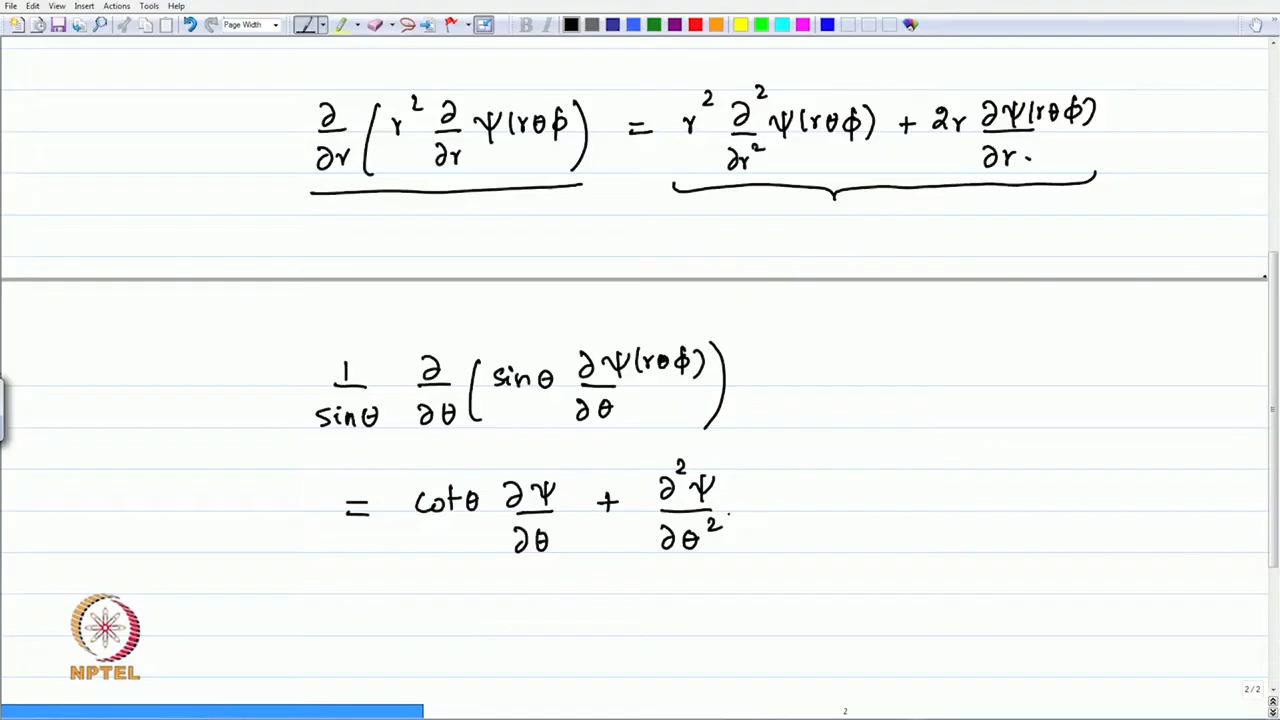 File Edit View Insert Actions Tools Help
Page Width
∂/∂r ( r² ∂/∂r ψ(rθϕ) ) = r² ∂²/∂r² ψ(rθϕ) + 2r ∂ψ(rθϕ)/∂r.
1/sinθ ∂/∂θ ( sinθ ∂ψ(rθϕ)/∂θ )
= cotθ ∂ψ/∂θ + ∂²ψ/∂θ².
NPTEL
2/2
2